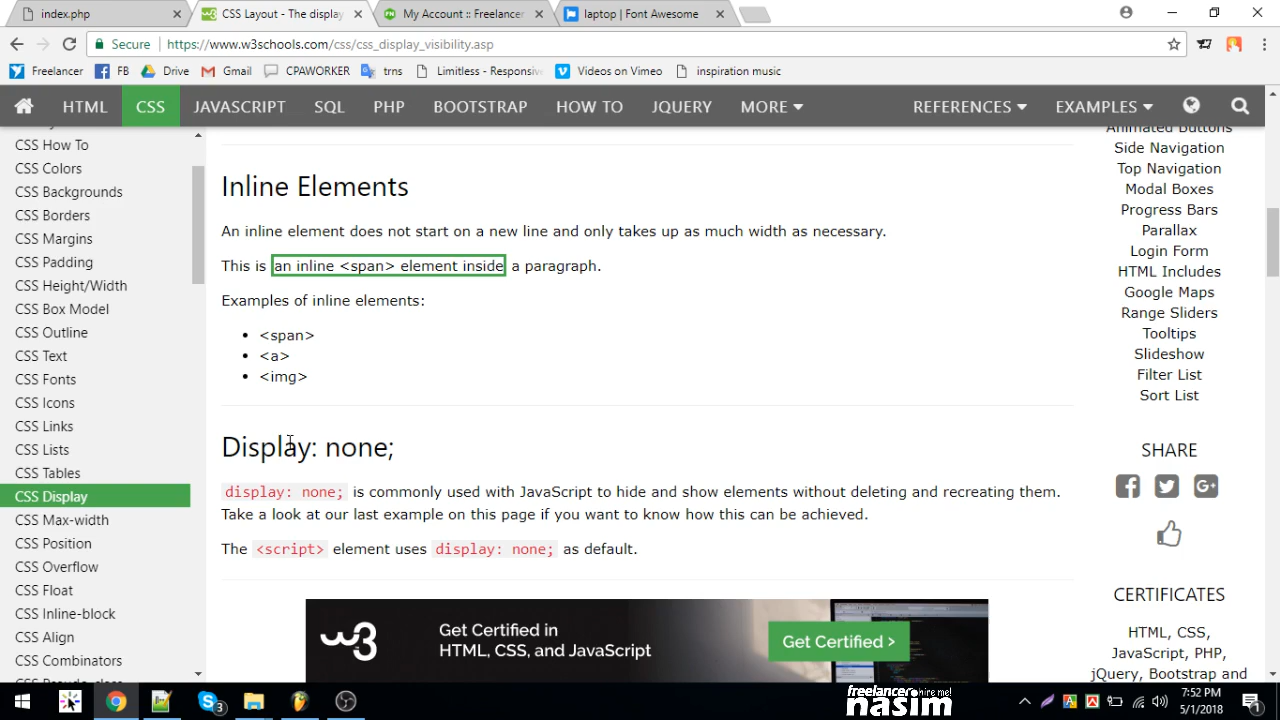 index.php
CSS Layout - The display
My Account :: Freelancer
laptop | Font Awesome
Secure
https://www.w3schools.com/css/css_display_visibility.asp
Freelancer
FB
Drive
Gmail
CPAWORKER
trns
Limitless - Responsiv
Videos on Vimeo
inspiration music
HTML
CSS
JAVASCRIPT
SQL
PHP
BOOTSTRAP
HOW TO
JQUERY
MORE
REFERENCES
EXAMPLES
CSS How To
CSS Colors
CSS Backgrounds
CSS Borders
CSS Margins
CSS Padding
CSS Height/Width
CSS Box Model
CSS Outline
CSS Text
CSS Fonts
CSS Icons
CSS Links
CSS Lists
CSS Tables
CSS Display
CSS Max-width
CSS Position
CSS Overflow
CSS Float
CSS Inline-block
CSS Align
CSS Combinators
Inline Elements
An inline element does not start on a new line and only takes up as much width as necessary.
This is an inline <span> element inside a paragraph.
Examples of inline elements:
• <span>
• <a>
• <img>
Display: none;
display: none; is commonly used with JavaScript to hide and show elements without deleting and recreating them.
Take a look at our last example on this page if you want to know how this can be achieved.
The <script> element uses display: none; as default.
w3
Get Certified in
HTML, CSS, and JavaScript
Get Certified >
Animated Buttons
Side Navigation
Top Navigation
Modal Boxes
Progress Bars
Parallax
Login Form
HTML Includes
Google Maps
Range Sliders
Tooltips
Slideshow
Filter List
Sort List
SHARE
CERTIFICATES
HTML, CSS,
JavaScript, PHP,
jQuery, Bootstrap and
3
freelancer hire me!
nasim
7:52 PM
5/1/2018
1